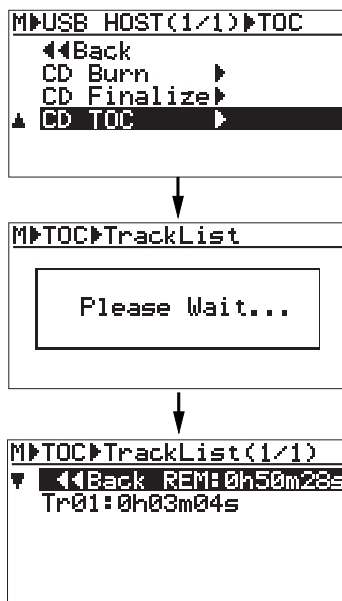 M▶USB HOST(1/1)▶TOC
◀◀Back
CD Burn ▶
CD Finalize▶
▲ CD TOC ▶
M▶TOC▶TrackList
Please Wait...
M▶TOC▶TrackList(1/1)
▼ ◀◀Back REM:0h50m28s
Tr01:0h03m04s